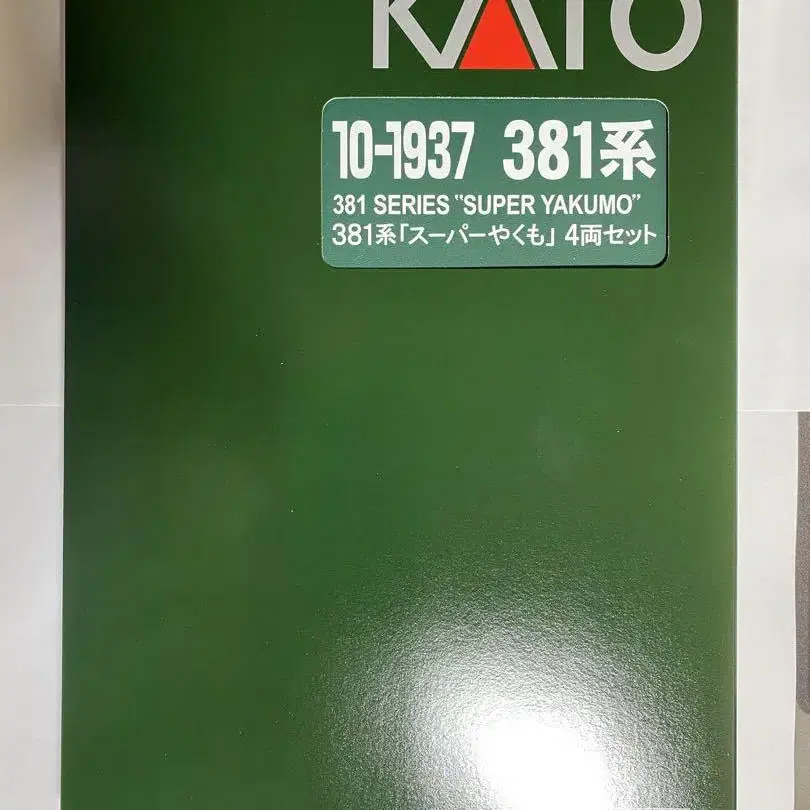 KATO
10-1937 381系
381 SERIES "SUPER YAKUMO"
381系「スーパーやくも」4両セット